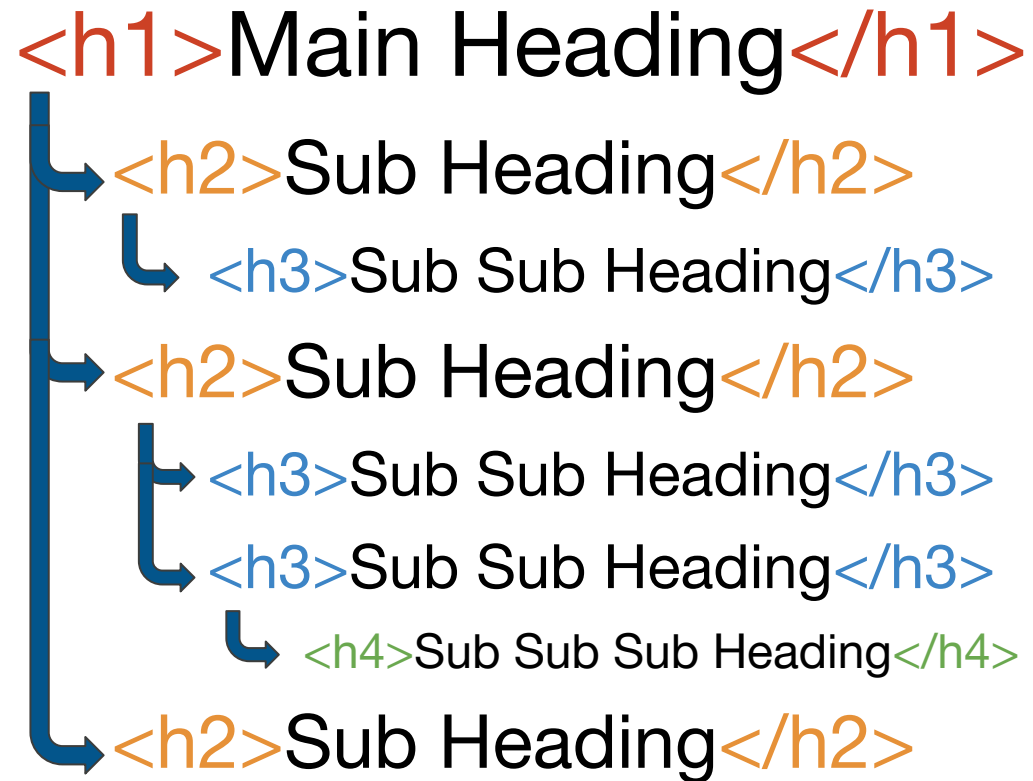 <h1>Main Heading</h1>
<h2>Sub Heading</h2>
<h3>Sub Sub Heading</h3>
<h2>Sub Heading</h2>
<h3>Sub Sub Heading</h3>
<h3>Sub Sub Heading</h3>
<h4>Sub Sub Sub Heading</h4>
<h2>Sub Heading</h2>